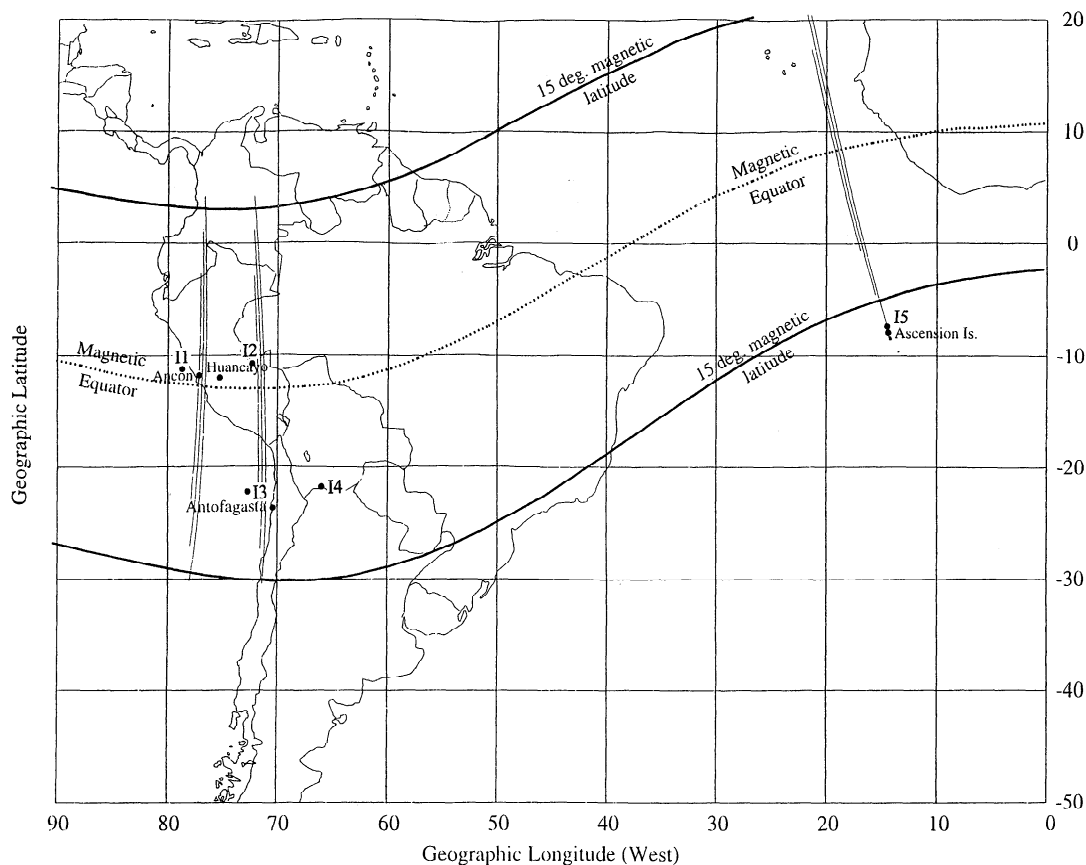 20
15 deg. magnetic
latitude
10
Magnetic
Equator
0
I5
Ascension Is.
15 deg. magnetic
latitude
-10
Magnetic
Equator
I1
I2
Ancon
Huancayo
-20
I3
I4
Antofagasta
-30
-40
-50
Geographic Latitude
90 80 70 60 50 40 30 20 10 0
Geographic Longitude (West)